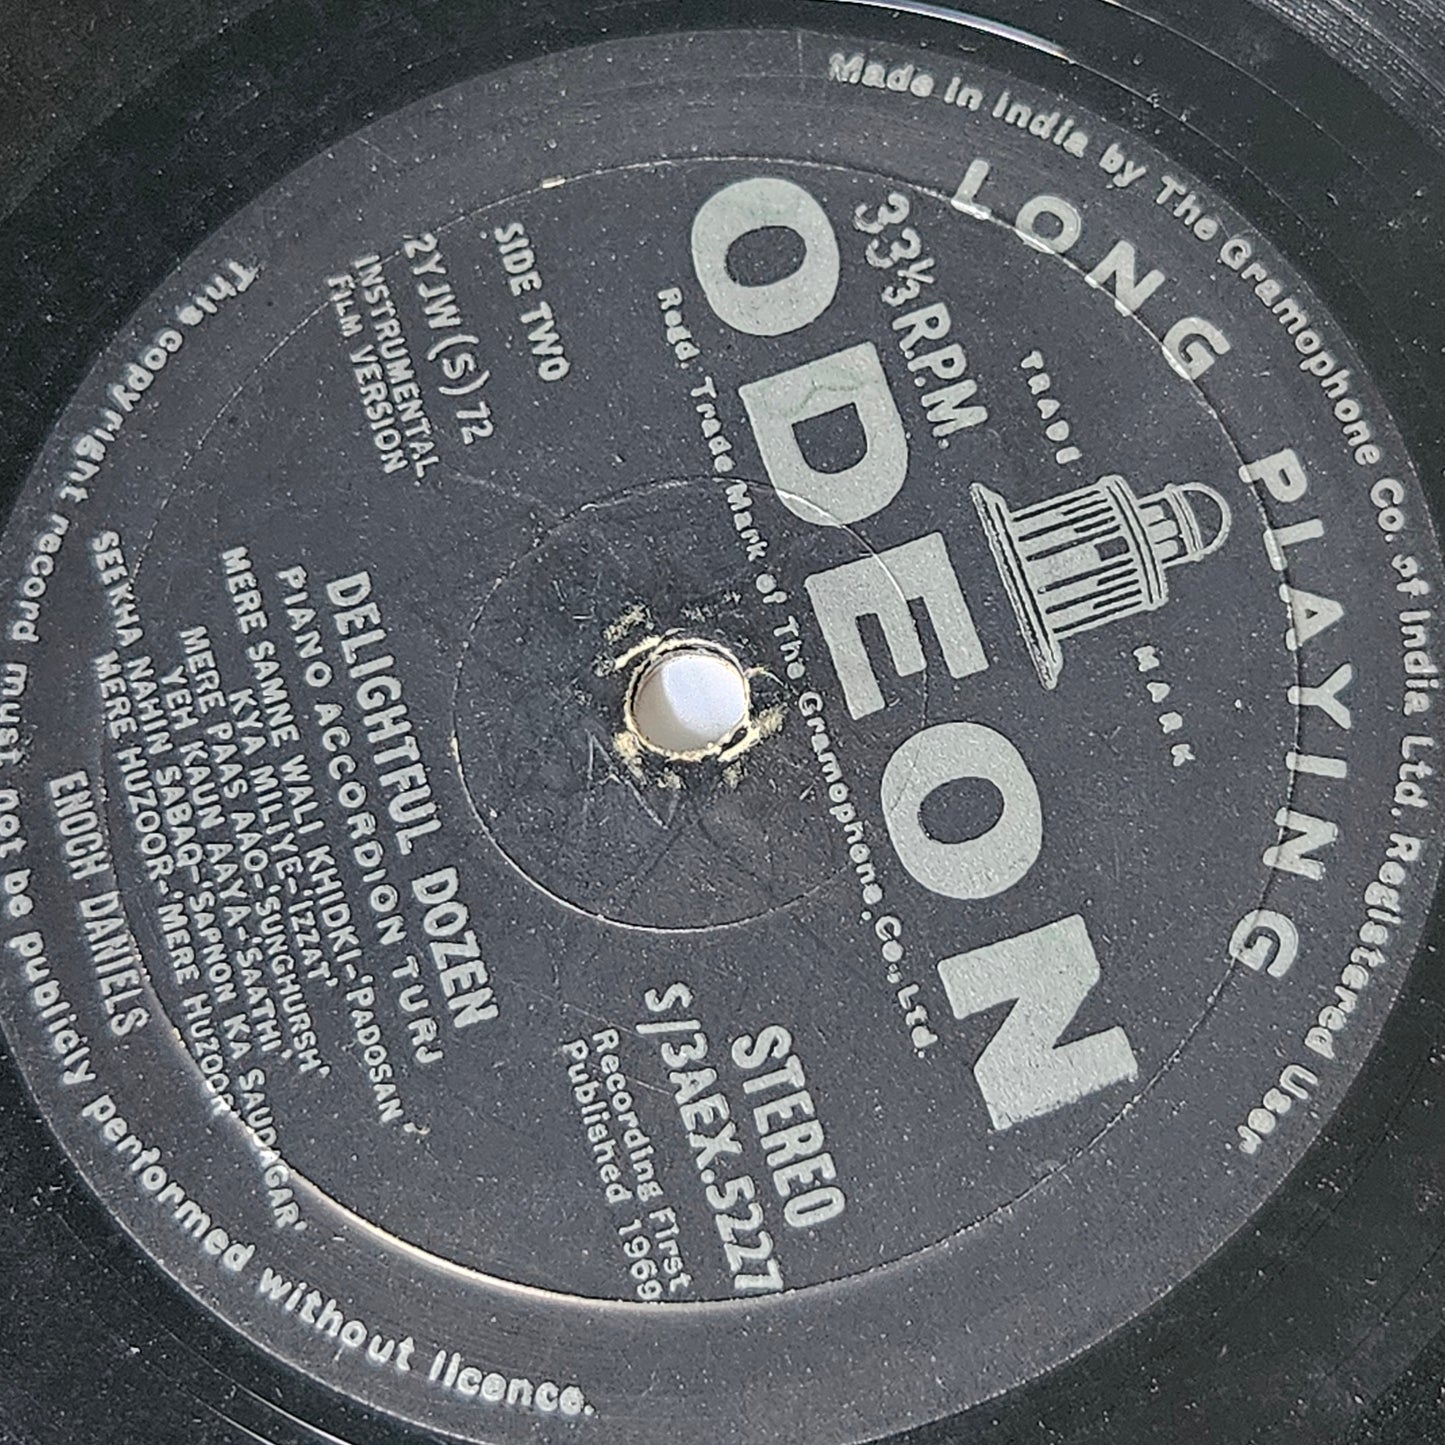 Made in India by The Gramophone Co. of India Ltd. Registered User.
LONG PLAYING
TRADE MARK
33⅓ R.P.M.
ODEON
Regd. Trade Mark of The Gramophone.Co., Ltd.
SIDE TWO
2YJW(S)72
INSTRUMENTAL
FILM VERSION
STEREO
S/3AEX.5227
Recording First
Published 1969
DELIGHTFUL DOZEN
PIANO ACCORDION TURJ
MERE SAMNE WALI KHIDKI-'PADOSAN'
KYA MILIYE-'IZZAT'
MERE PAAS AAO-'SUNGHURSH'
YEH KAUN AAYA-'SAATHI'
SEEKHA NAHIN SABAQ-'SAPNON KA SAUDAGAR'
MERE HUZOOR-'MERE HUZOOR'
ENOCH DANIELS
This copyright record must not be publicly performed without licence.